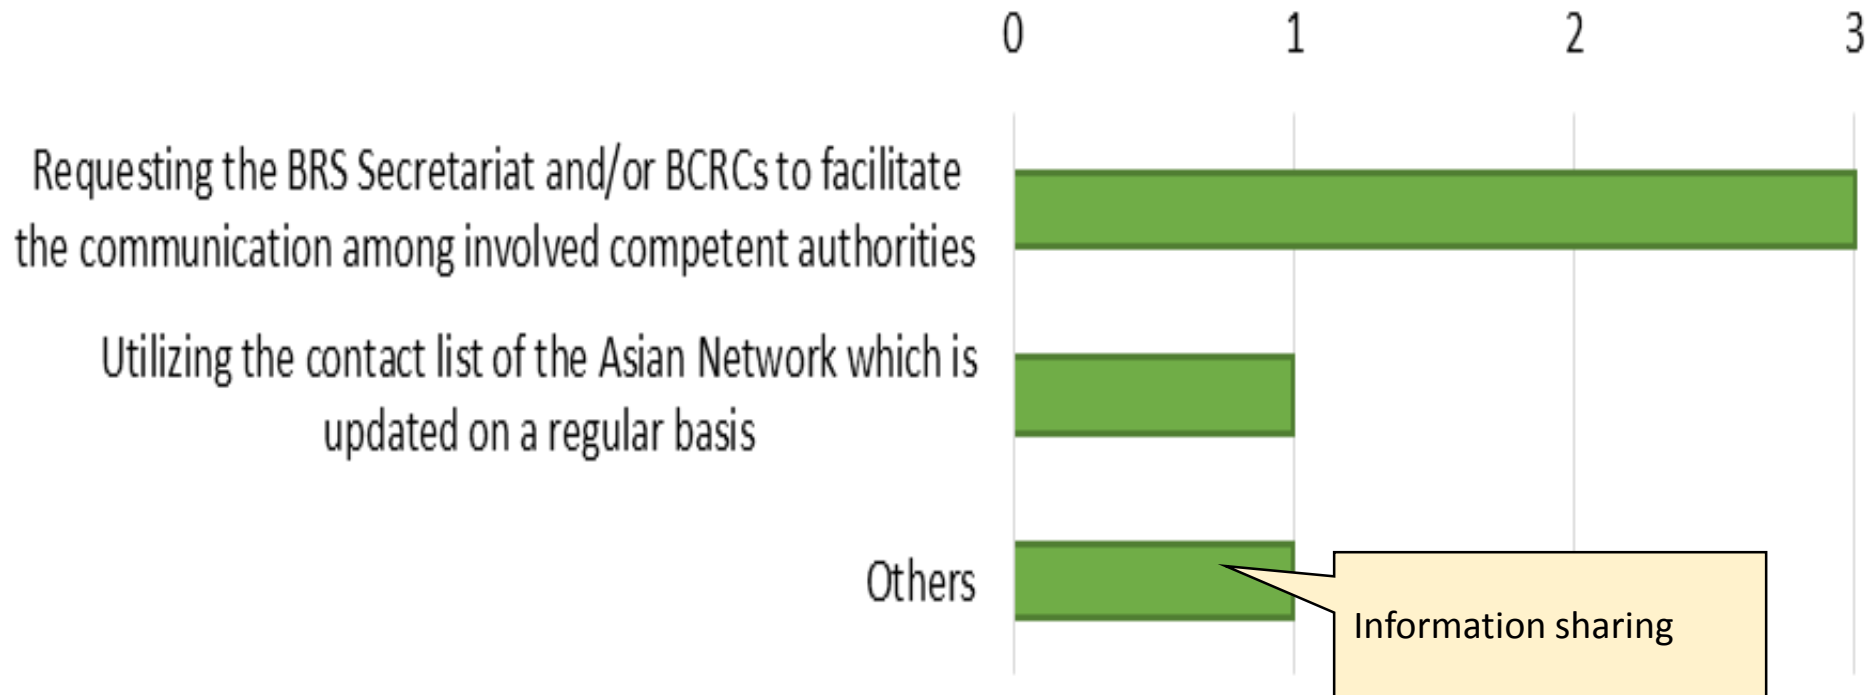 0 1 2 3
Requesting the BRS Secretariat and/or BCRCs to facilitate
the communication among involved competent authorities
Utilizing the contact list of the Asian Network which is
updated on a regular basis
Others
Information sharing